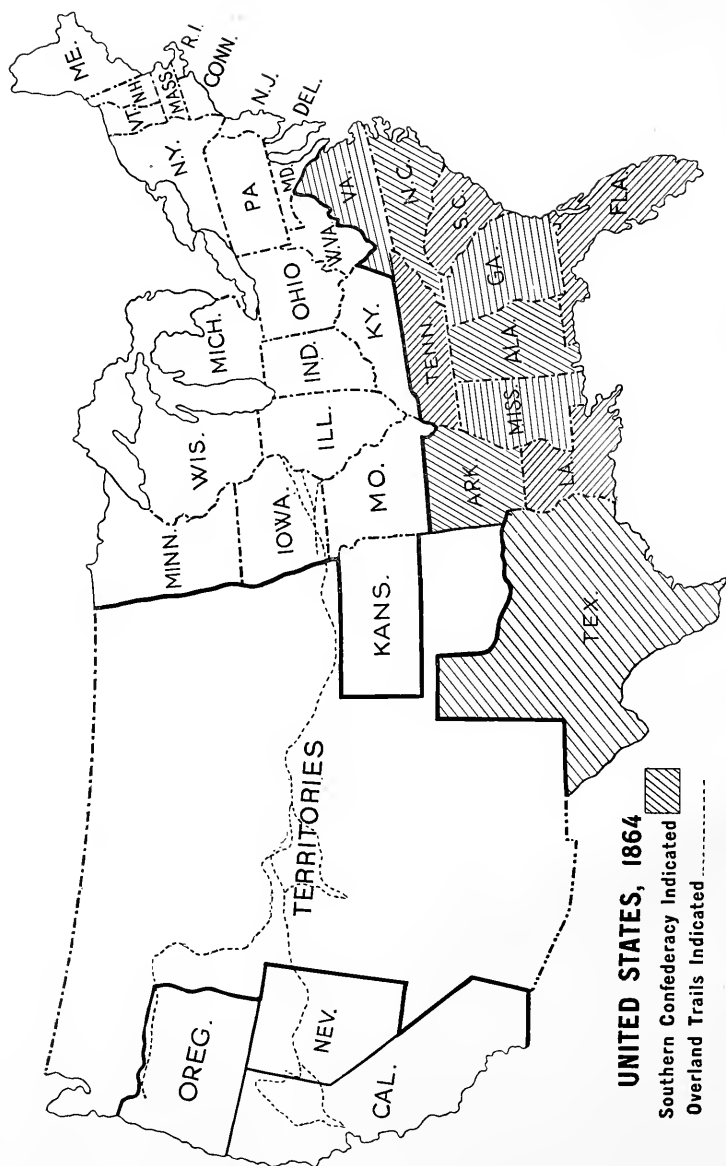 ME.
VT.
N.H.
MASS.
R.I.
CONN.
N.Y.
N.J.
DEL.
PA
MD.
VA.
W.VA.
OHIO
MICH.
IND.
KY.
ILL.
WIS.
MINN.
IOWA.
MO.
KANS.
N.C.
S.C.
TENN.
GA.
ALA.
MISS.
FLA.
ARK
LA.
TEX.
TERRITORIES
OREG.
NEV.
CAL.
UNITED STATES, 1864
Southern Confederacy Indicated
Overland Trails Indicated